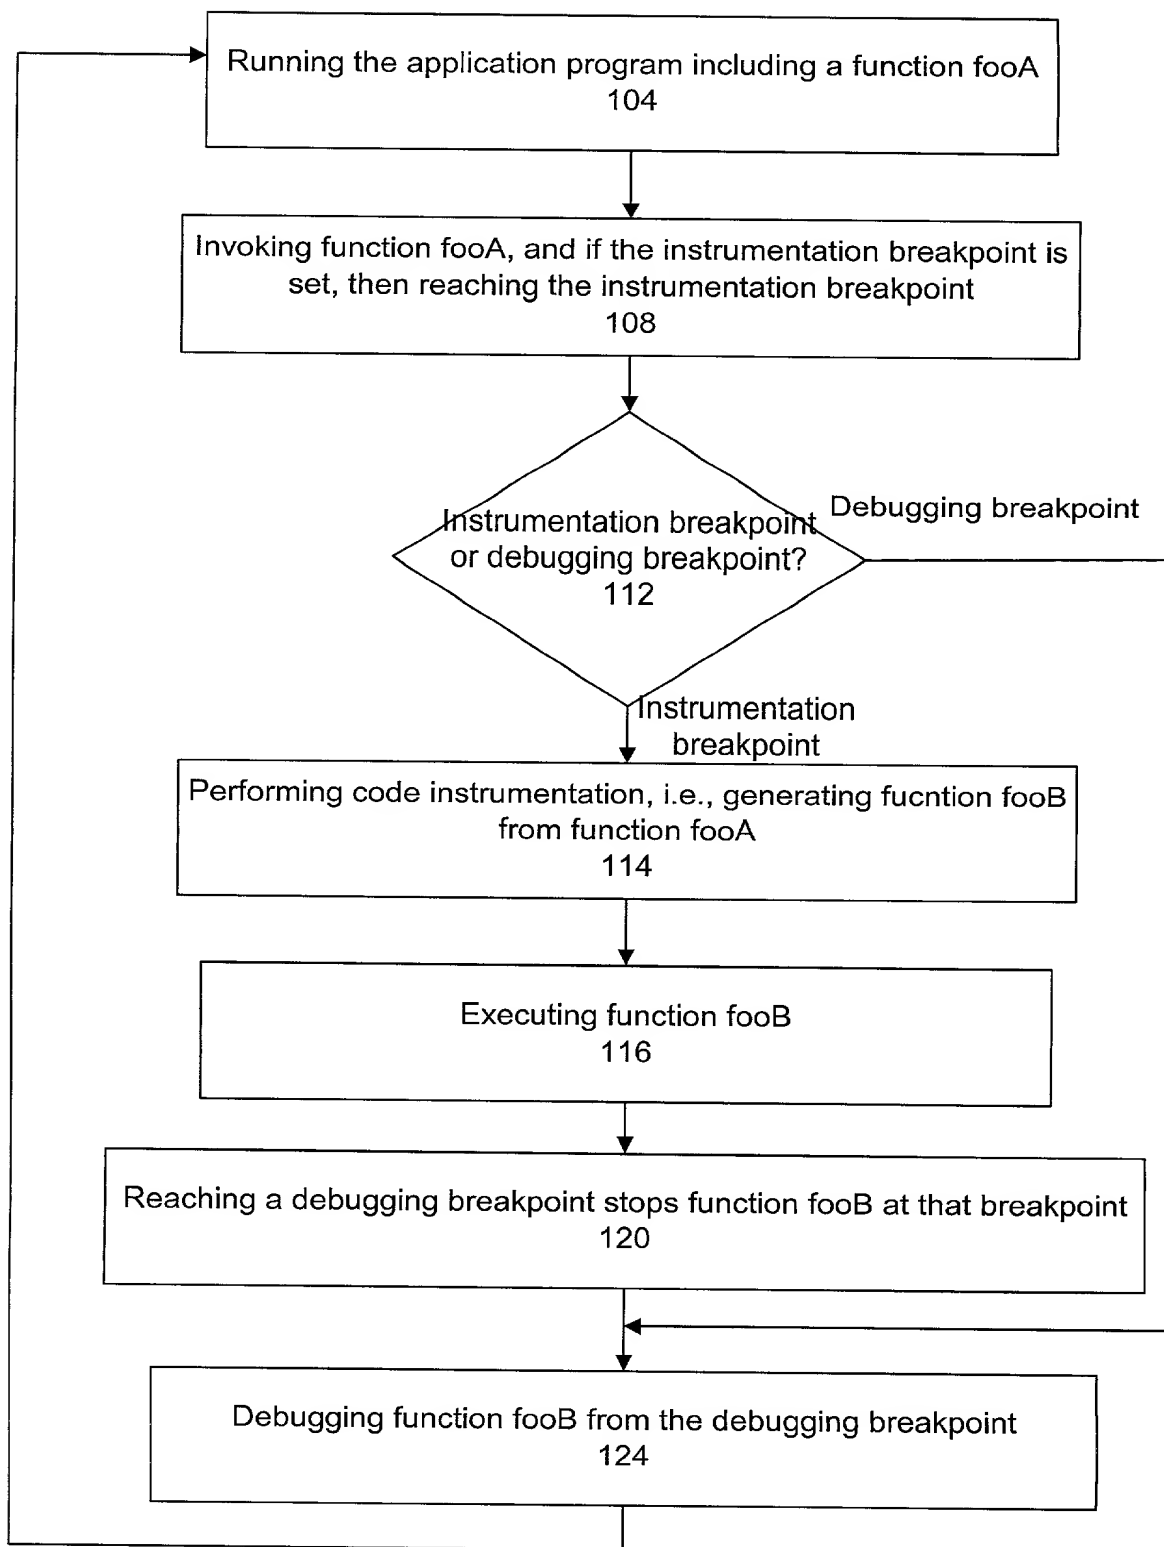 Running the application program including a function fooA
104
Invoking function fooA, and if the instrumentation breakpoint is
set, then reaching the instrumentation breakpoint
108
Debugging breakpoint
Instrumentation breakpoint
or debugging breakpoint?
112
Instrumentation
breakpoint
Performing code instrumentation, i.e., generating fucntion fooB
from function fooA
114
Executing function fooB
116
Reaching a debugging breakpoint stops function fooB at that breakpoint
120
Debugging function fooB from the debugging breakpoint
124